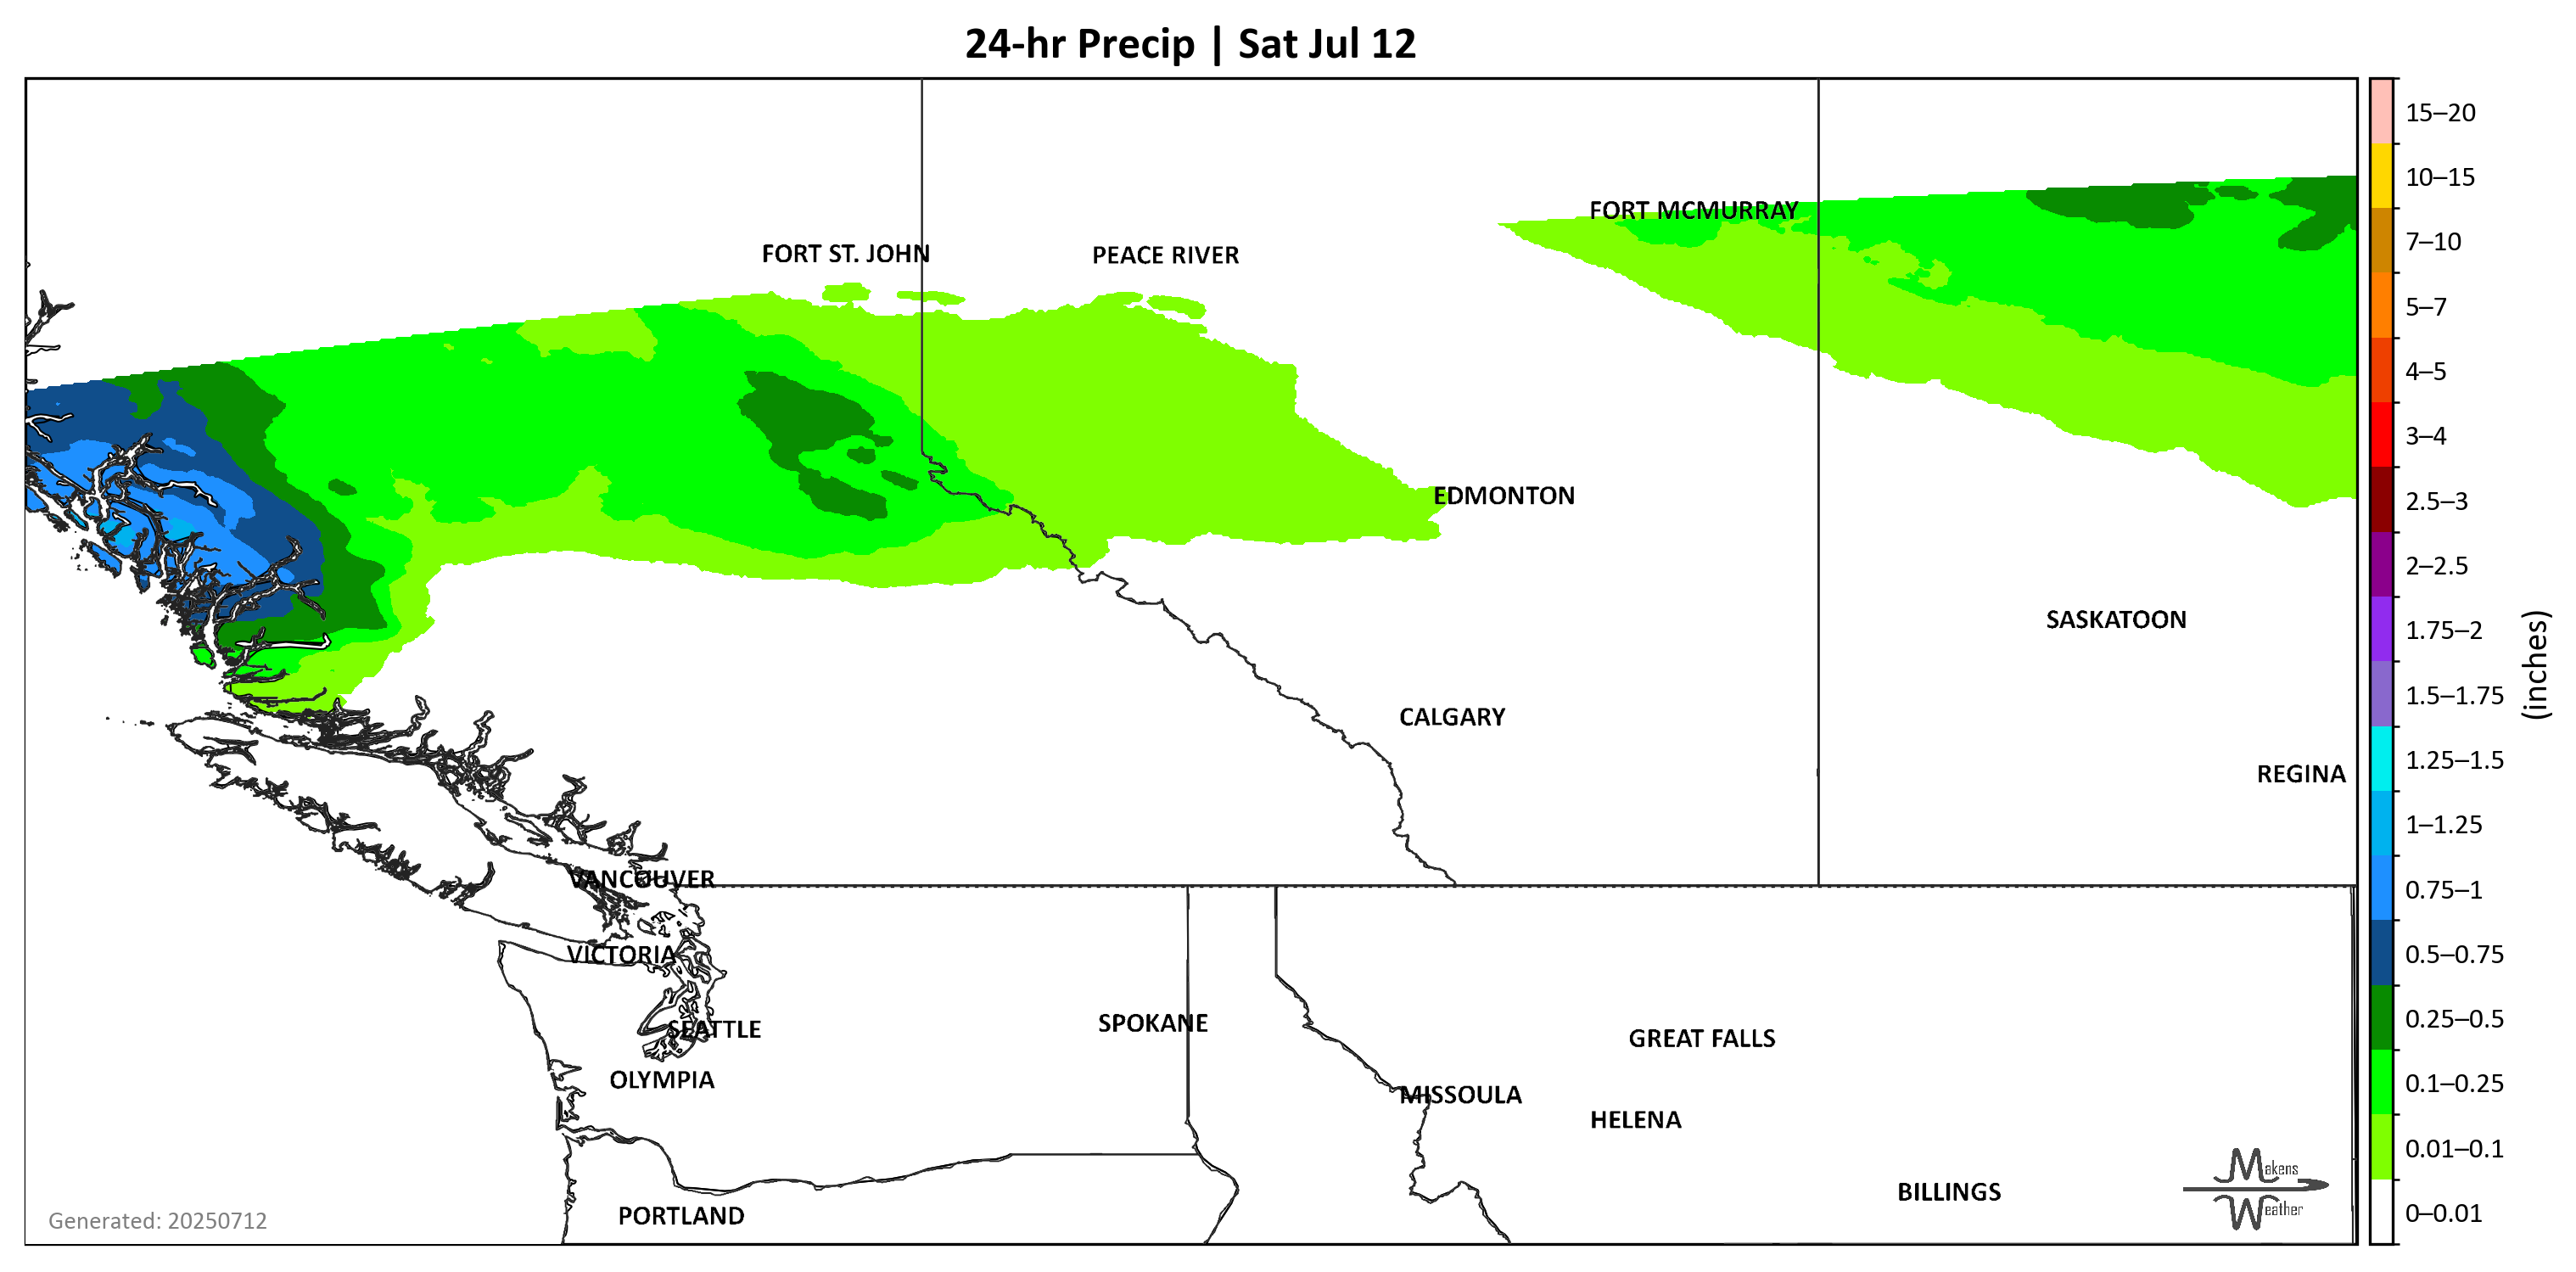 24-hr Precip | Sat Jul 12
15–20
10–15
FORT MCMURRAY
7–10
FORT ST. JOHN
PEACE RIVER
5–7
4–5
3–4
EDMONTON
2.5–3
2–2.5
SASKATOON
1.75–2
(inches)
1.5–1.75
CALGARY
1.25–1.5
REGINA
1–1.25
VANCOUVER
0.75–1
VICTORIA
0.5–0.75
SEATTLE
SPOKANE
GREAT FALLS
0.25–0.5
OLYMPIA
MISSOULA
0.1–0.25
HELENA
0.01–0.1
Makens
Weather
BILLINGS
PORTLAND
Generated: 20250712
0–0.01